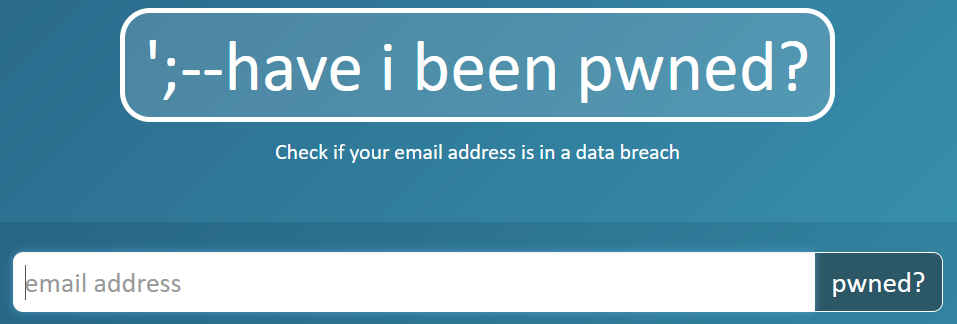 ';--have i been pwned?
Check if your email address is in a data breach
email address
pwned?